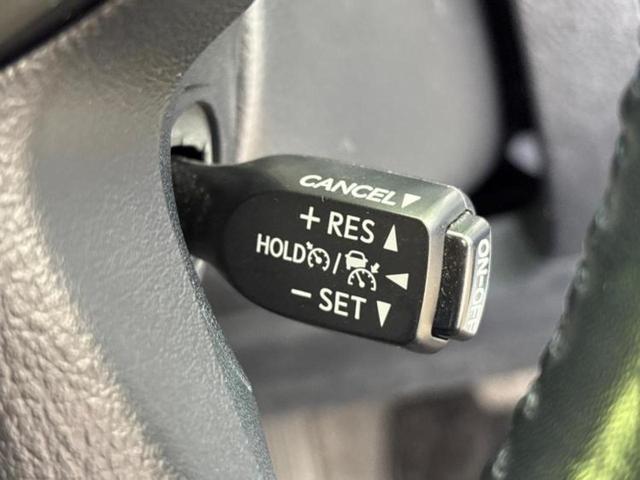 CANCEL▼
+ RES ▲
HOLD / ◀
− SET ▼
ON-OFF